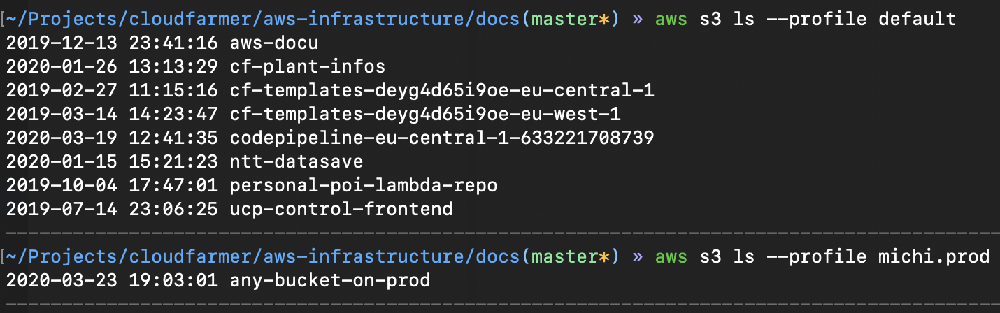 ~/Projects/cloudfarmer/aws-infrastructure/docs(master*) » aws s3 ls --profile default
2019-12-13 23:41:16 aws-docu
2020-01-26 13:13:29 cf-plant-infos
2019-02-27 11:15:16 cf-templates-deyg4d65i9oe-eu-central-1
2019-03-14 14:23:47 cf-templates-deyg4d65i9oe-eu-west-1
2020-03-19 12:41:35 codepipeline-eu-central-1-633221708739
2020-01-15 15:21:23 ntt-datasave
2019-10-04 17:47:01 personal-poi-lambda-repo
2019-07-14 23:06:25 ucp-control-frontend
~/Projects/cloudfarmer/aws-infrastructure/docs(master*) » aws s3 ls --profile michi.prod
2020-03-23 19:03:01 any-bucket-on-prod